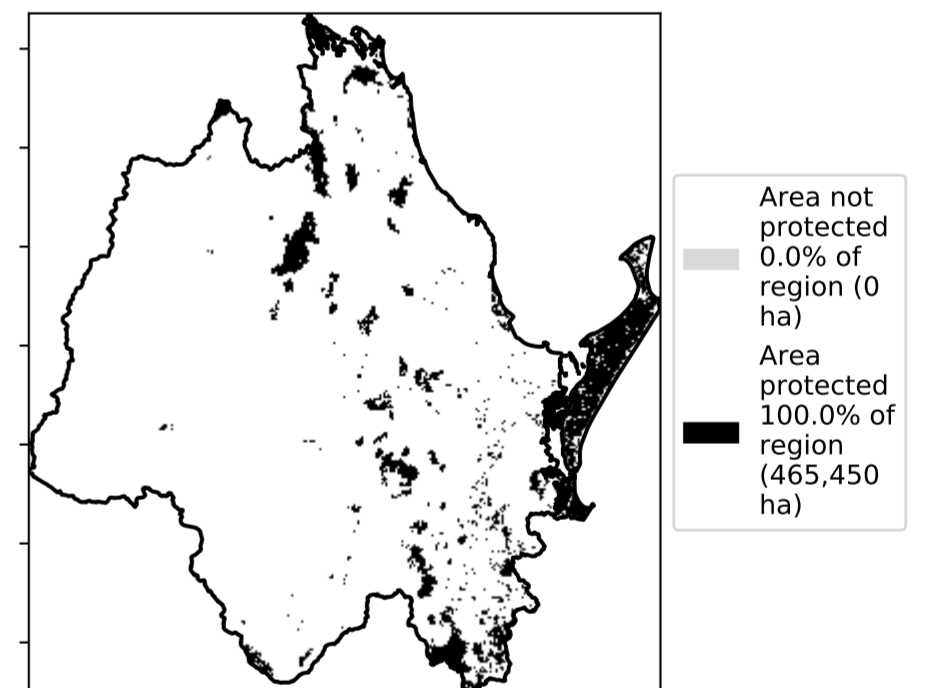 Area not
protected
0.0% of
region (0
ha)
Area
protected
100.0% of
region
(465,450
ha)